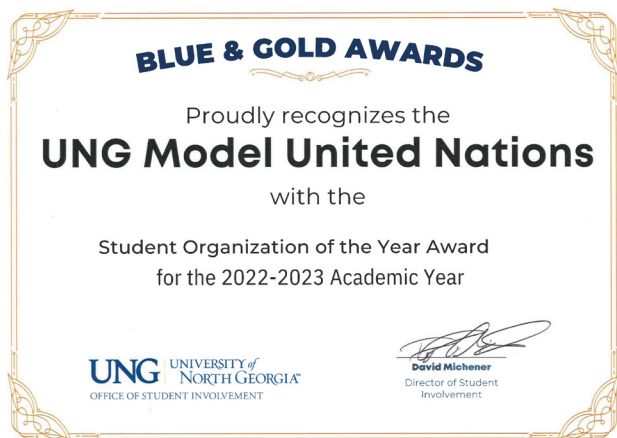 BLUE & GOLD AWARDS
Proudly recognizes the
UNG Model United Nations
with the
Student Organization of the Year Award
for the 2022-2023 Academic Year
UNG UNIVERSITY of
NORTH GEORGIA™
OFFICE OF STUDENT INVOLVEMENT
David Michener
Director of Student
Involvement